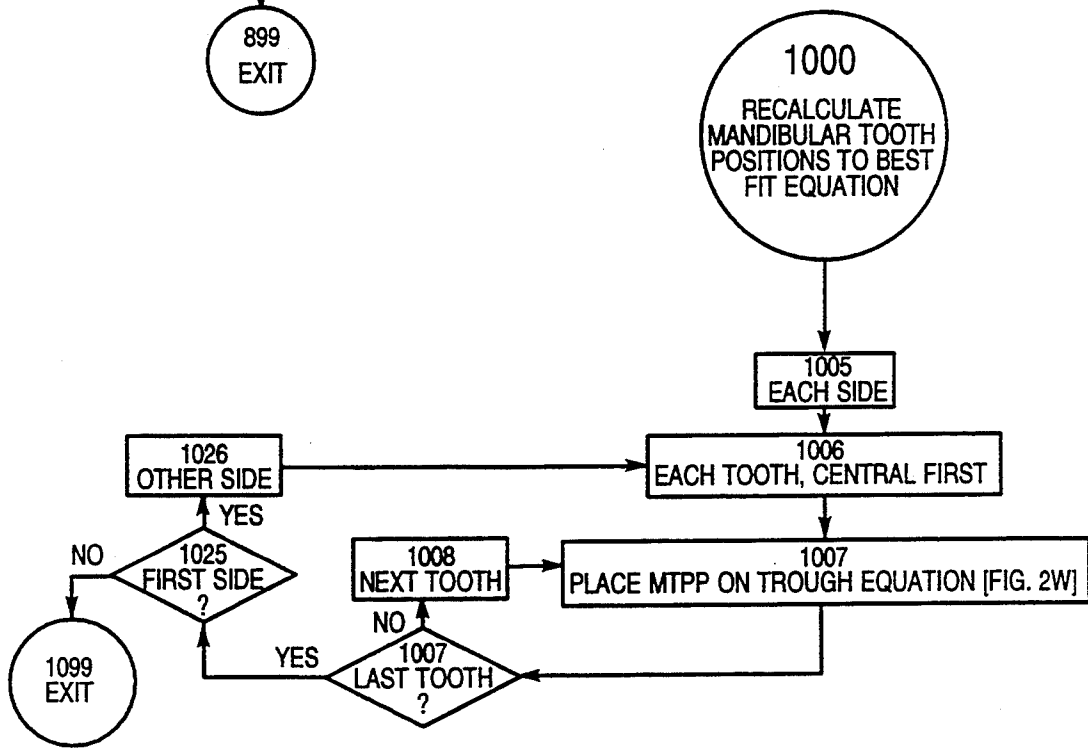 899
EXIT
1000
RECALCULATE
MANDIBULAR TOOTH
POSITIONS TO BEST
FIT EQUATION
1005
EACH SIDE
1006
EACH TOOTH, CENTRAL FIRST
1007
PLACE MTPP ON TROUGH EQUATION [FIG. 2W]
1008
NEXT TOOTH
NO
1007
LAST TOOTH
?
YES
1026
OTHER SIDE
YES
1025
FIRST SIDE
?
NO
1099
EXIT